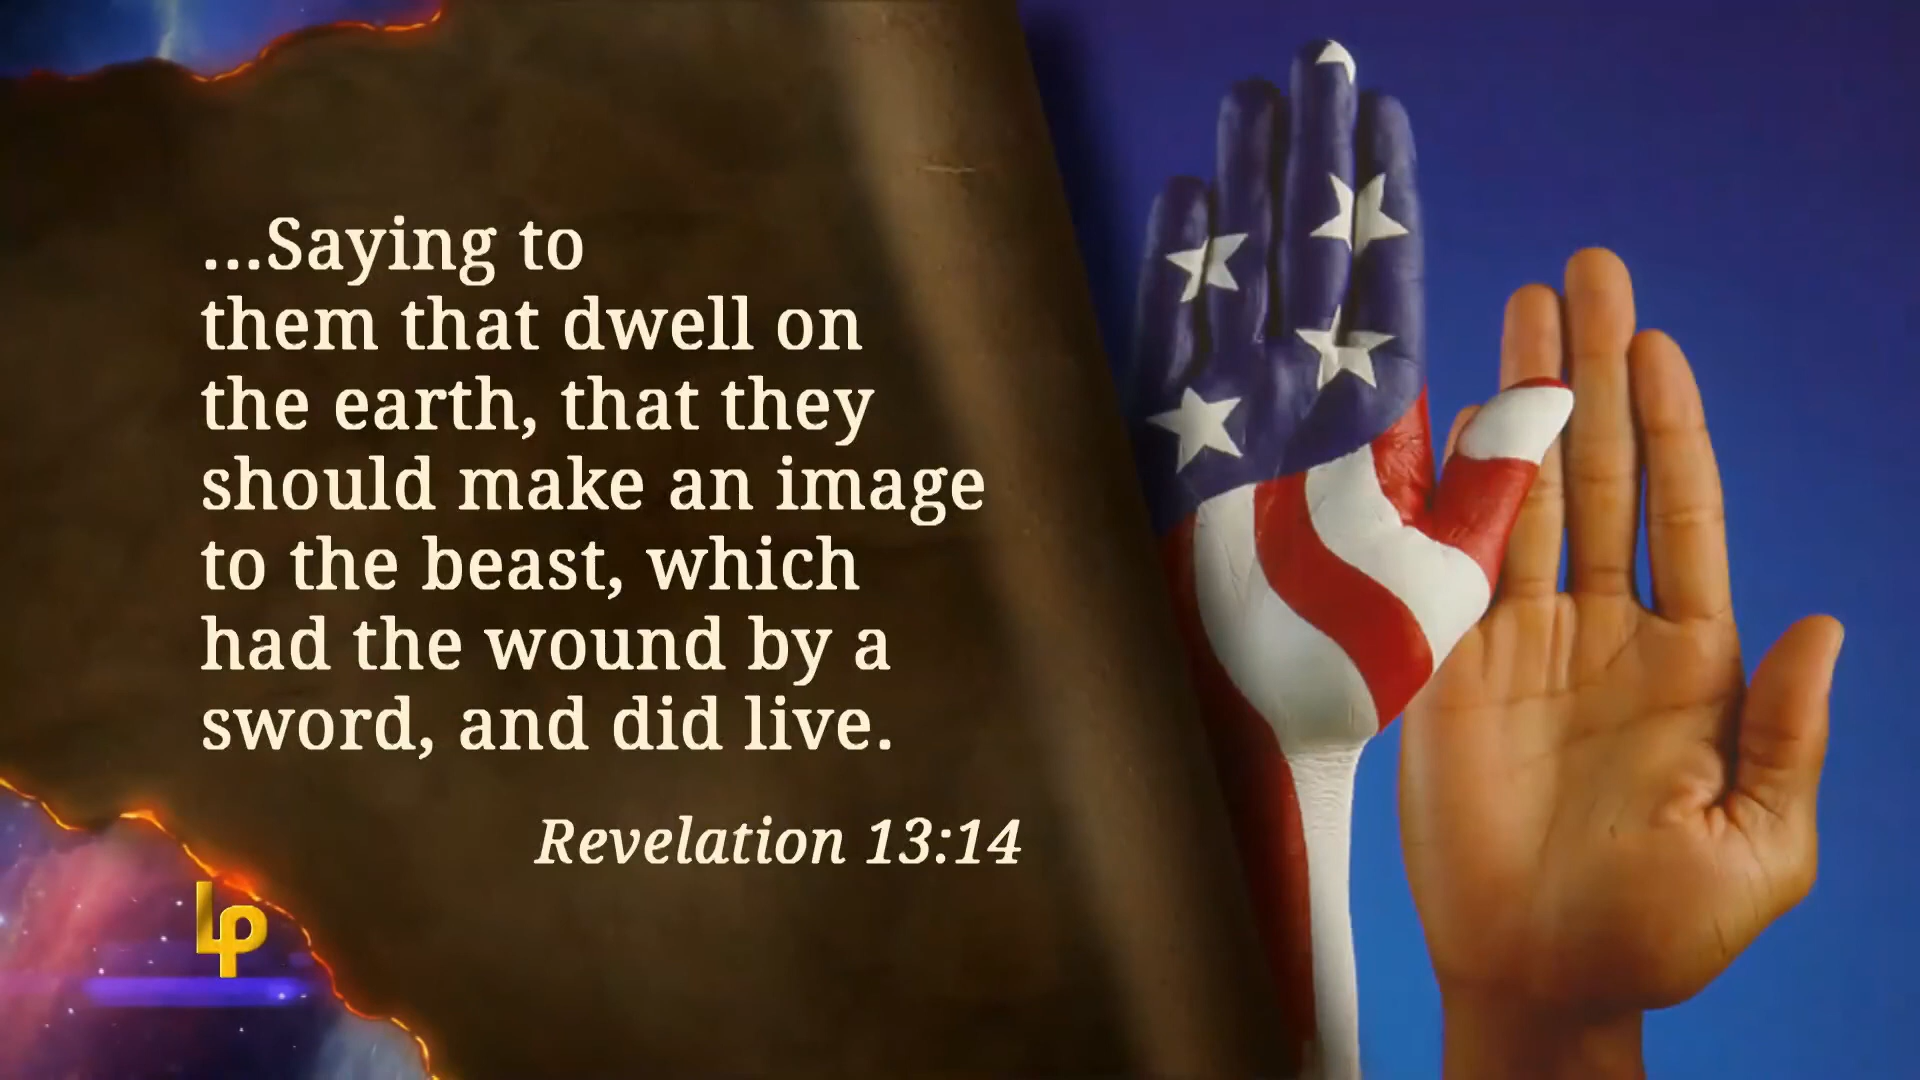 ...Saying to
them that dwell on
the earth, that they
should make an image
to the beast, which
had the wound by a
sword, and did live.
Revelation 13:14
LP